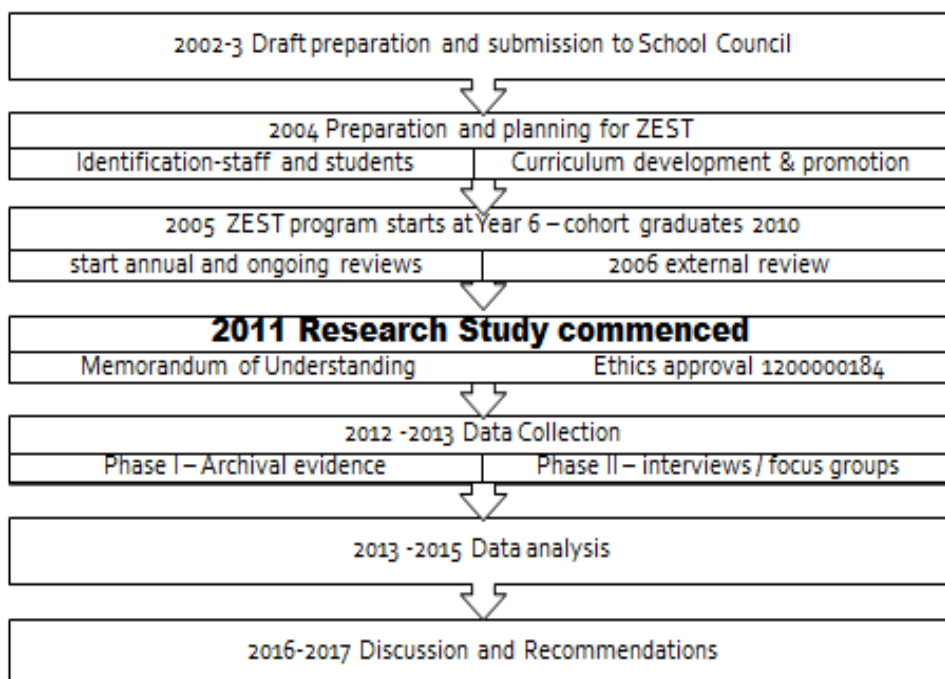 2002-3 Draft preparation and submission to School Council
2004 Preparation and planning for ZEST
Identification-staff and students
Curriculum development & promotion
2005 ZEST program starts at Year 6 – cohort graduates 2010
start annual and ongoing reviews
2006 external review
2011 Research Study commenced
Memorandum of Understanding
Ethics approval 1200000184
2012 -2013 Data Collection
Phase I – Archival evidence
Phase II – interviews / focus groups
2013 -2015 Data analysis
2016-2017 Discussion and Recommendations